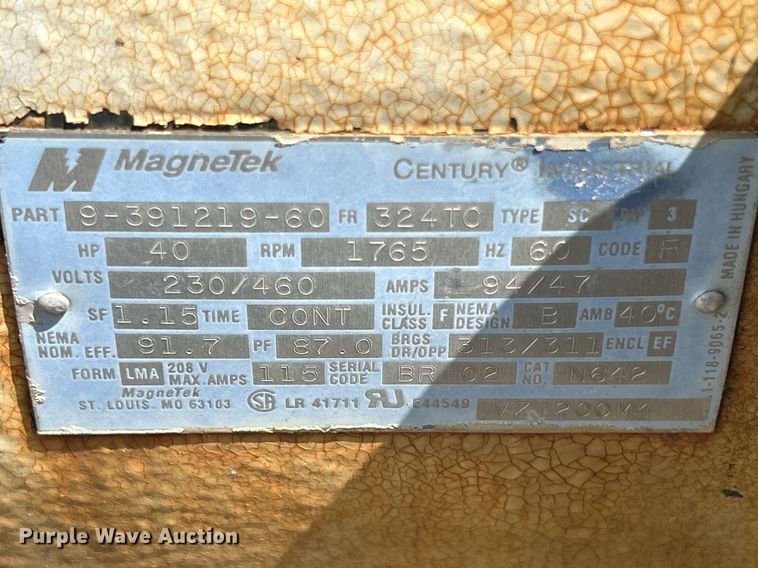 MAGNETEK CENTURY® INDUSTRIAL
PART 9-391219-60 FR 324TC TYPE SC PH 3
HP 40 RPM 1765 HZ 60 CODE F
VOLTS 230/460 AMPS 94/47
SF 1.15 TIME CONT INSUL. CLASS F NEMA DESIGN B AMB 40°C
NEMA NOM. EFF. 91.7 PF 87.0 BRGS DR/OPP 313/311 ENCL EF
FORM LMA 208 V MAX. AMPS 115 SERIAL CODE BR 02 CAT NO. N642
MagneTek
ST. LOUIS. MO 63103 SA LR 41711 RU E44549
MADE IN HUNGARY
Purple Wave Auction